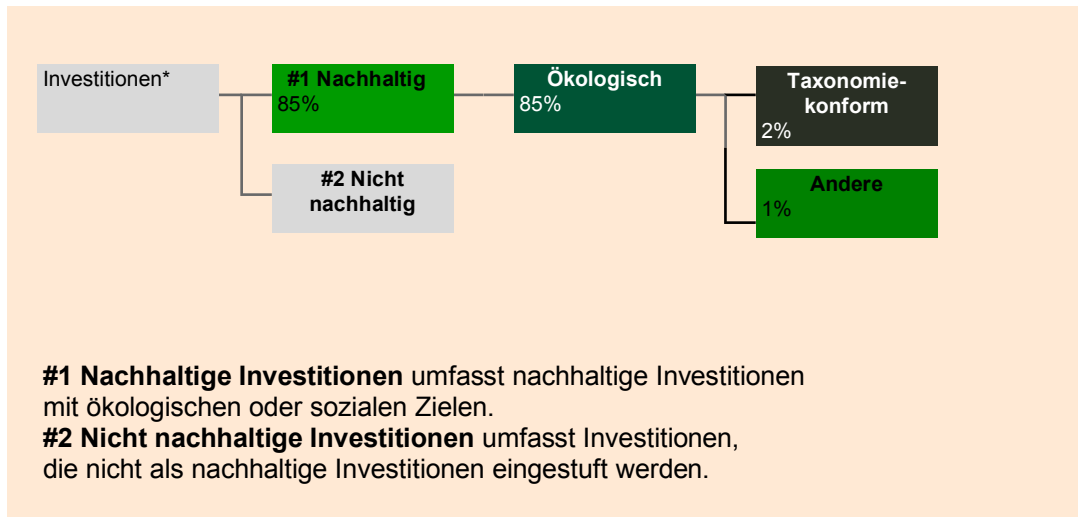 Investitionen*
#1 Nachhaltig
85%
Ökologisch
85%
Taxonomie-
konform
2%
#2 Nicht
nachhaltig
Andere
1%
#1 Nachhaltige Investitionen umfasst nachhaltige Investitionen
mit ökologischen oder sozialen Zielen.
#2 Nicht nachhaltige Investitionen umfasst Investitionen,
die nicht als nachhaltige Investitionen eingestuft werden.